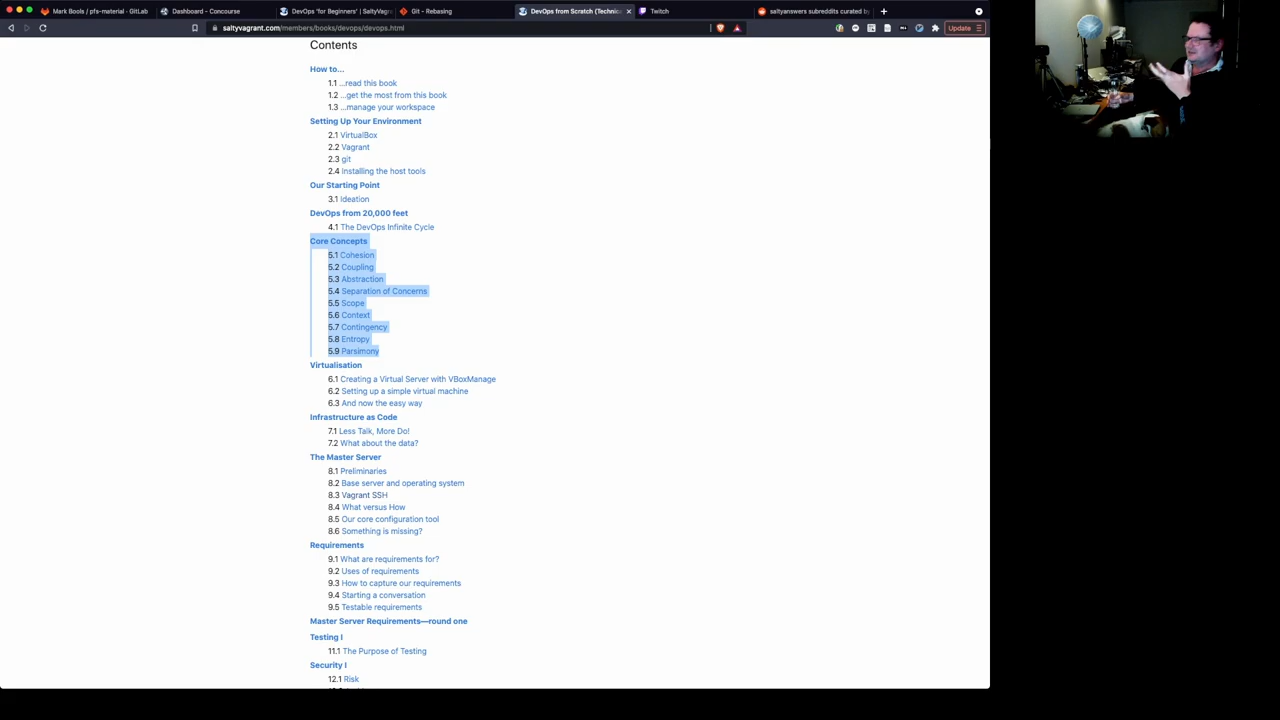 Mark Bools / pfs-material · GitLab
Dashboard - Concourse
DevOps 'for Beginners' | SaltyVagr
Git - Rebasing
DevOps from Scratch (Technica
Twitch
saltyanswers subreddits curated by
saltyvagrant.com/members/books/devops/devops.html
Update
Contents
How to...
1.1 ...read this book
1.2 ...get the most from this book
1.3 ...manage your workspace
Setting Up Your Environment
2.1 VirtualBox
2.2 Vagrant
2.3 git
2.4 Installing the host tools
Our Starting Point
3.1 Ideation
DevOps from 20,000 feet
4.1 The DevOps Infinite Cycle
Core Concepts
5.1 Cohesion
5.2 Coupling
5.3 Abstraction
5.4 Separation of Concerns
5.5 Scope
5.6 Context
5.7 Contingency
5.8 Entropy
5.9 Parsimony
Virtualisation
6.1 Creating a Virtual Server with VBoxManage
6.2 Setting up a simple virtual machine
6.3 And now the easy way
Infrastructure as Code
7.1 Less Talk, More Do!
7.2 What about the data?
The Master Server
8.1 Preliminaries
8.2 Base server and operating system
8.3 Vagrant SSH
8.4 What versus How
8.5 Our core configuration tool
8.6 Something is missing?
Requirements
9.1 What are requirements for?
9.2 Uses of requirements
9.3 How to capture our requirements
9.4 Starting a conversation
9.5 Testable requirements
Master Server Requirements—round one
Testing I
11.1 The Purpose of Testing
Security I
12.1 Risk